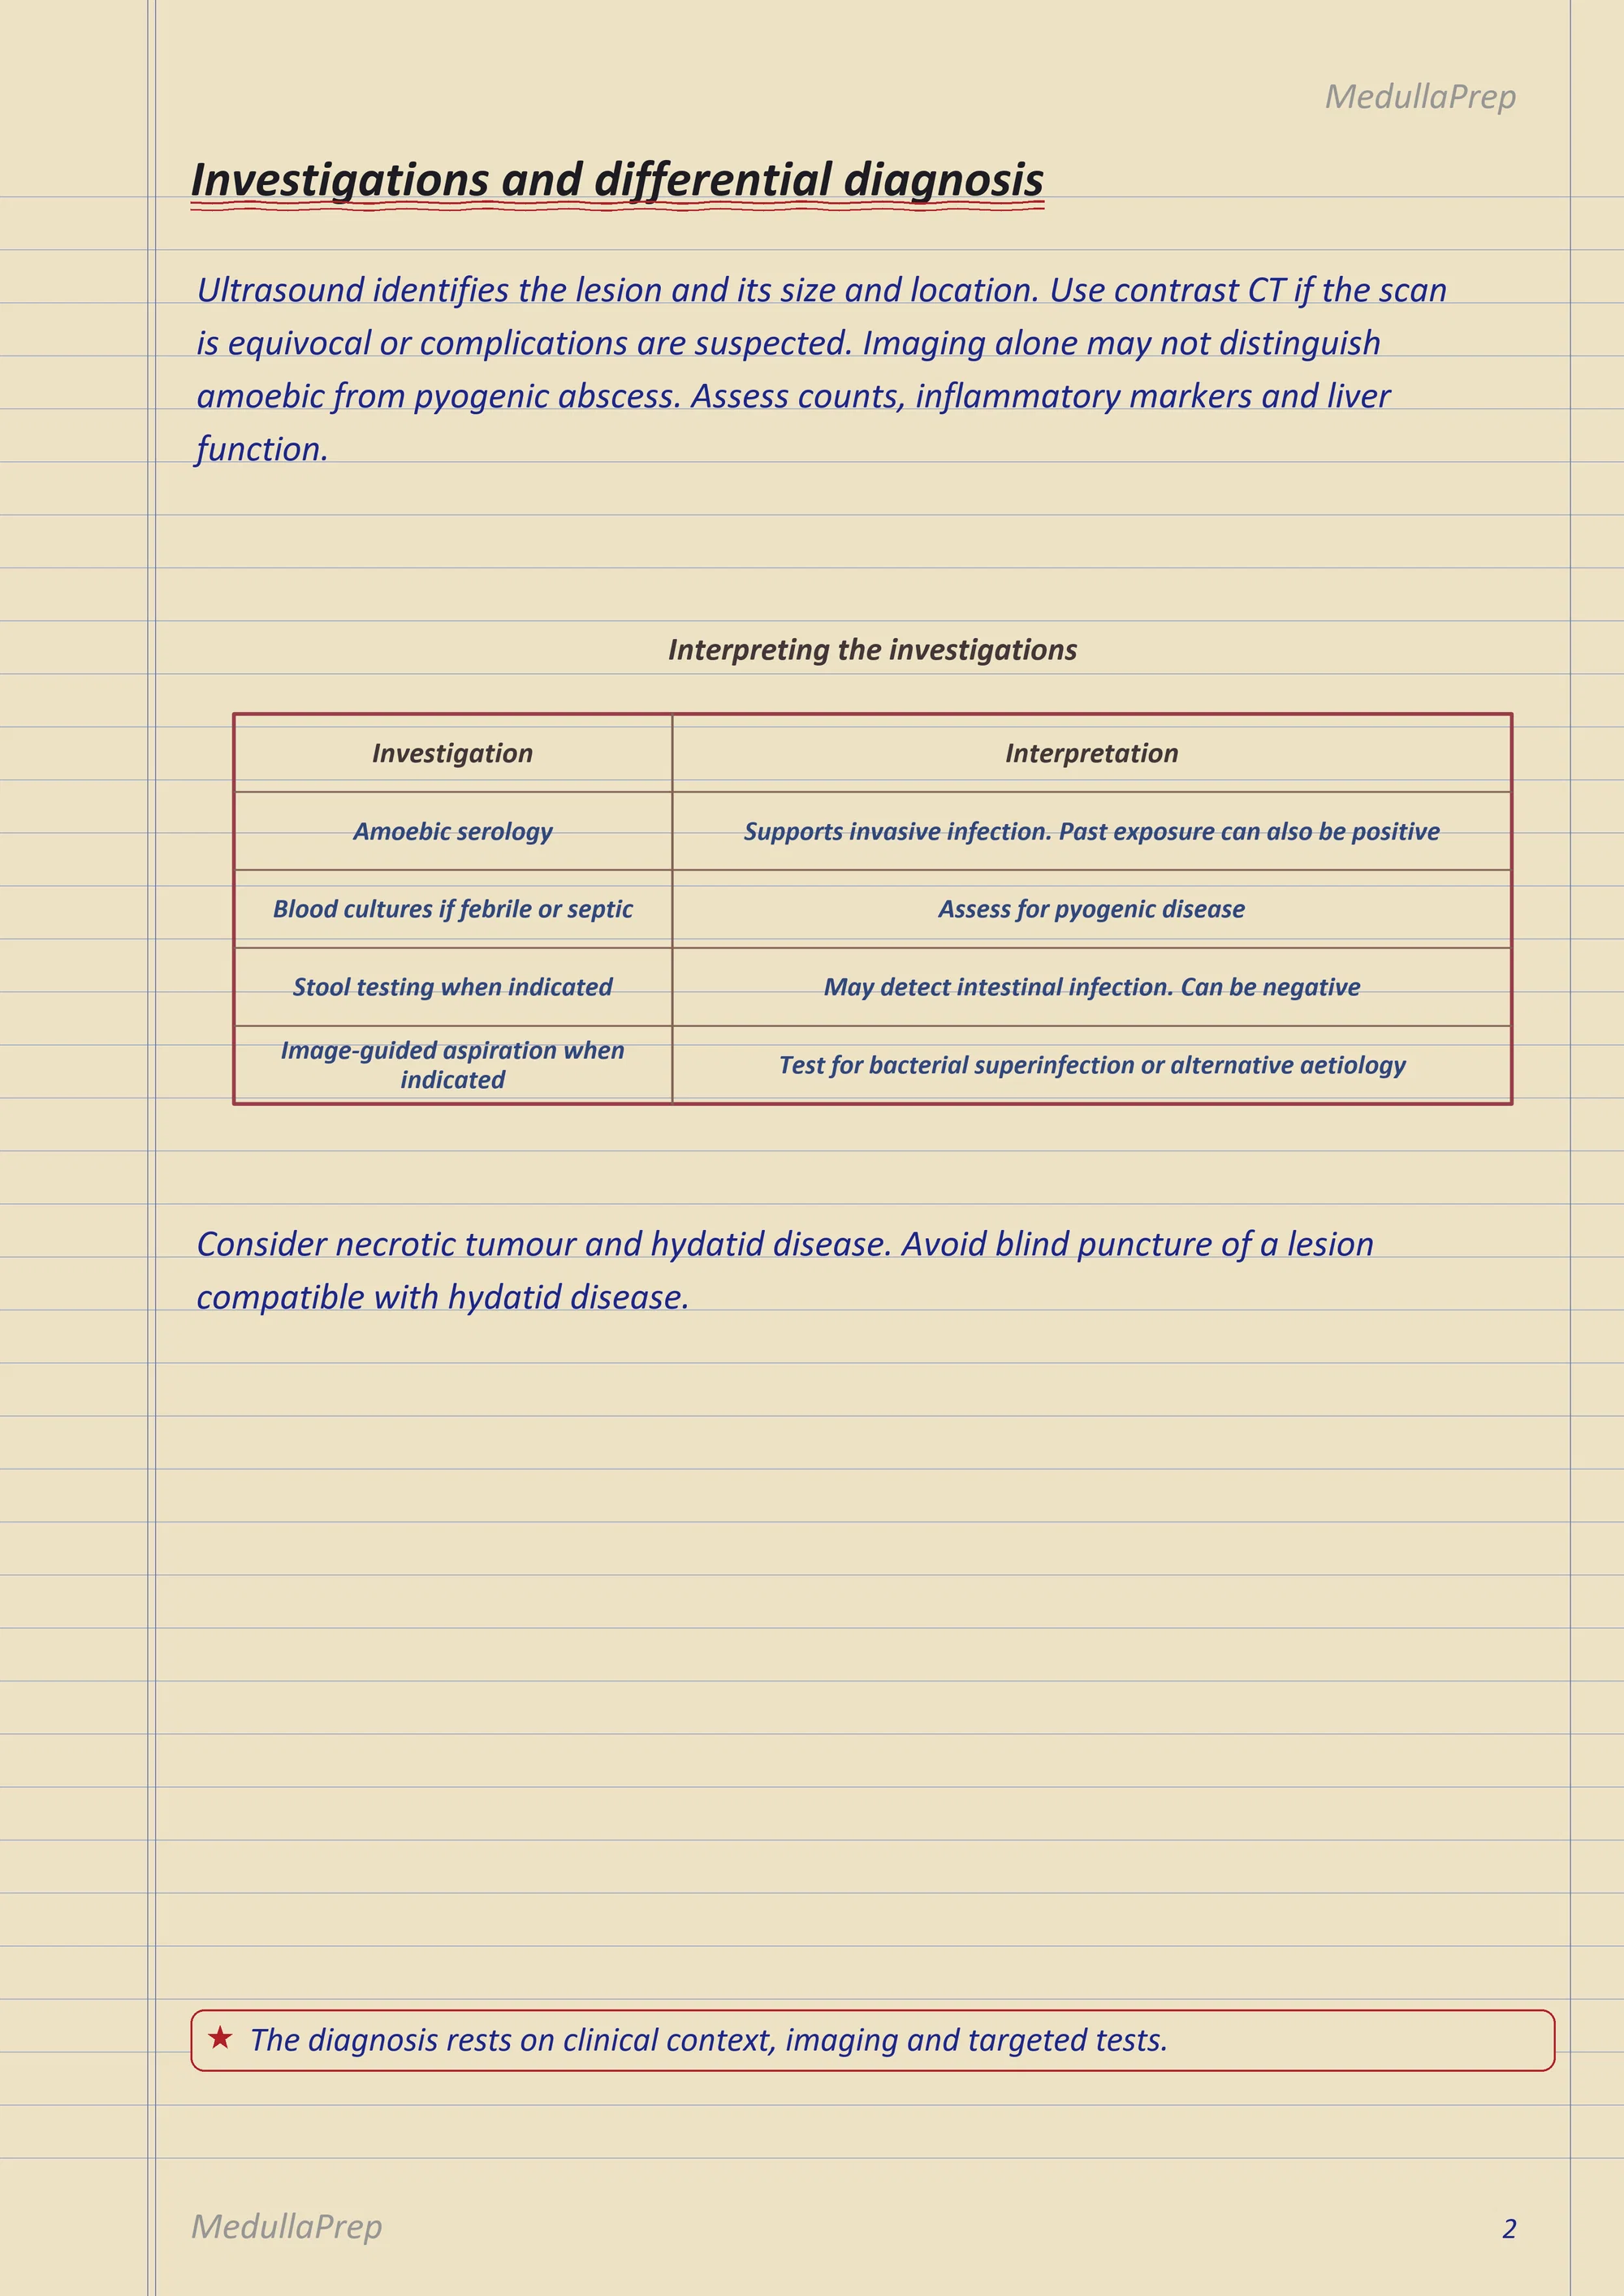 MedullaPrep
Investigations and differential diagnosis
Ultrasound identifies the lesion and its size and location. Use contrast CT if the scan
is equivocal or complications are suspected. Imaging alone may not distinguish
amoebic from pyogenic abscess. Assess counts, inflammatory markers and liver
function.
Interpreting the investigations
Investigation Interpretation
Amoebic serology Supports invasive infection. Past exposure can also be positive
Blood cultures if febrile or septic Assess for pyogenic disease
Stool testing when indicated May detect intestinal infection. Can be negative
Image-guided aspiration when
indicated
Test for bacterial superinfection or alternative aetiology
Consider necrotic tumour and hydatid disease. Avoid blind puncture of a lesion
compatible with hydatid disease.
★ The diagnosis rests on clinical context, imaging and targeted tests.
MedullaPrep 2